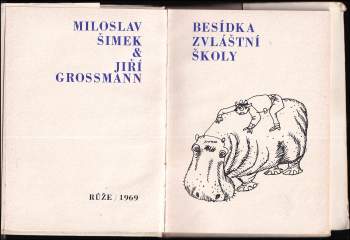 MILOSLAV
ŠIMEK
&
JIŘÍ
GROSSMANN
RŮŽE / 1969
BESÍDKA
ZVLÁŠTNÍ
ŠKOLY